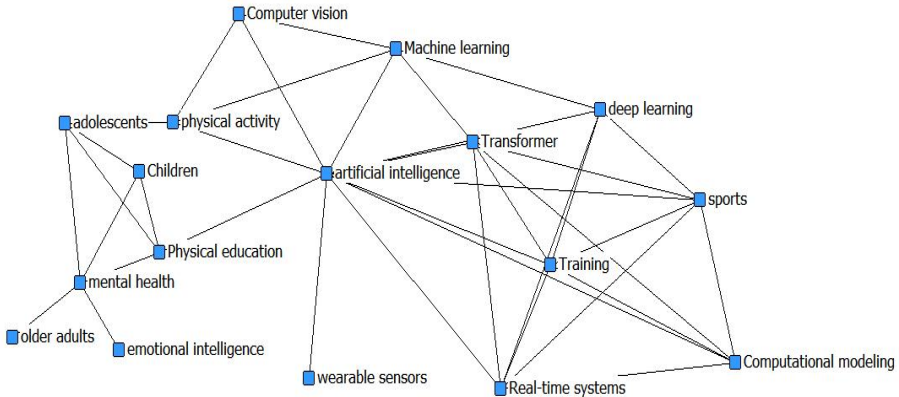 Computer vision
Machine learning
deep learning
adolescents
physical activity
Transformer
Children
artificial intelligence
sports
Physical education
Training
mental health
older adults
emotional intelligence
wearable sensors
Computational modeling
Real-time systems